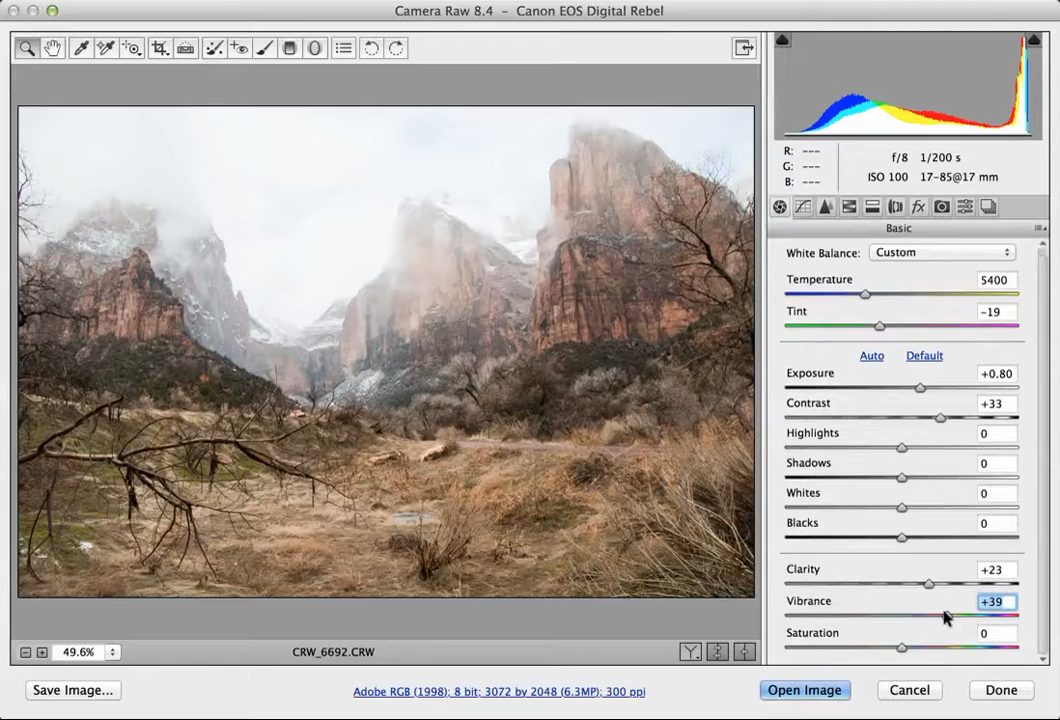 Camera Raw 8.4 - Canon EOS Digital Rebel
R: ---
G: ---
B: ---
f/8 1/200 s
ISO 100 17-85@17 mm
fx
Basic
White Balance: Custom
Temperature 5400
Tint -19
Auto Default
Exposure +0.80
Contrast +33
Highlights 0
Shadows 0
Whites 0
Blacks 0
Clarity +23
Vibrance +39
Saturation 0
49.6% CRW_6692.CRW Y
Save Image... Adobe RGB (1998); 8 bit; 3072 by 2048 (6.3MP); 300 ppi Open Image Cancel Done